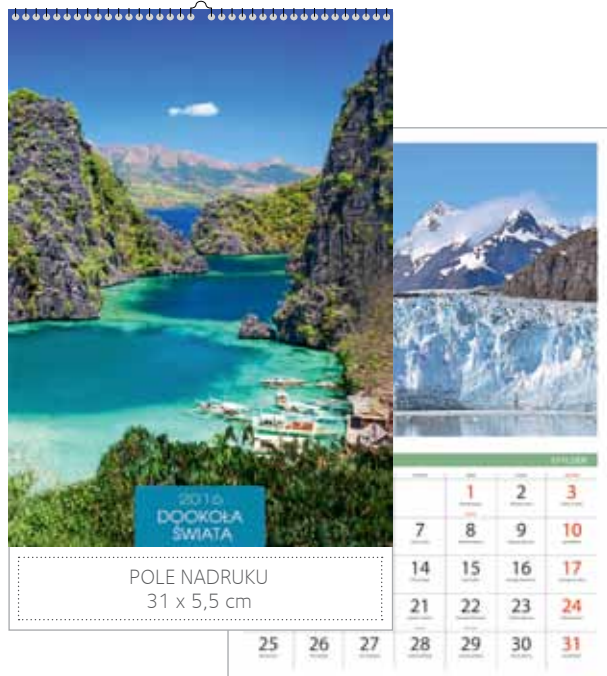 2016
DOOKOŁA
ŚWIATA
POLE NADRUKU
31 x 5,5 cm
STYCZEŃ
1 2 3
7 8 9 10
14 15 16 17
21 22 23 24
25 26 27 28 29 30 31